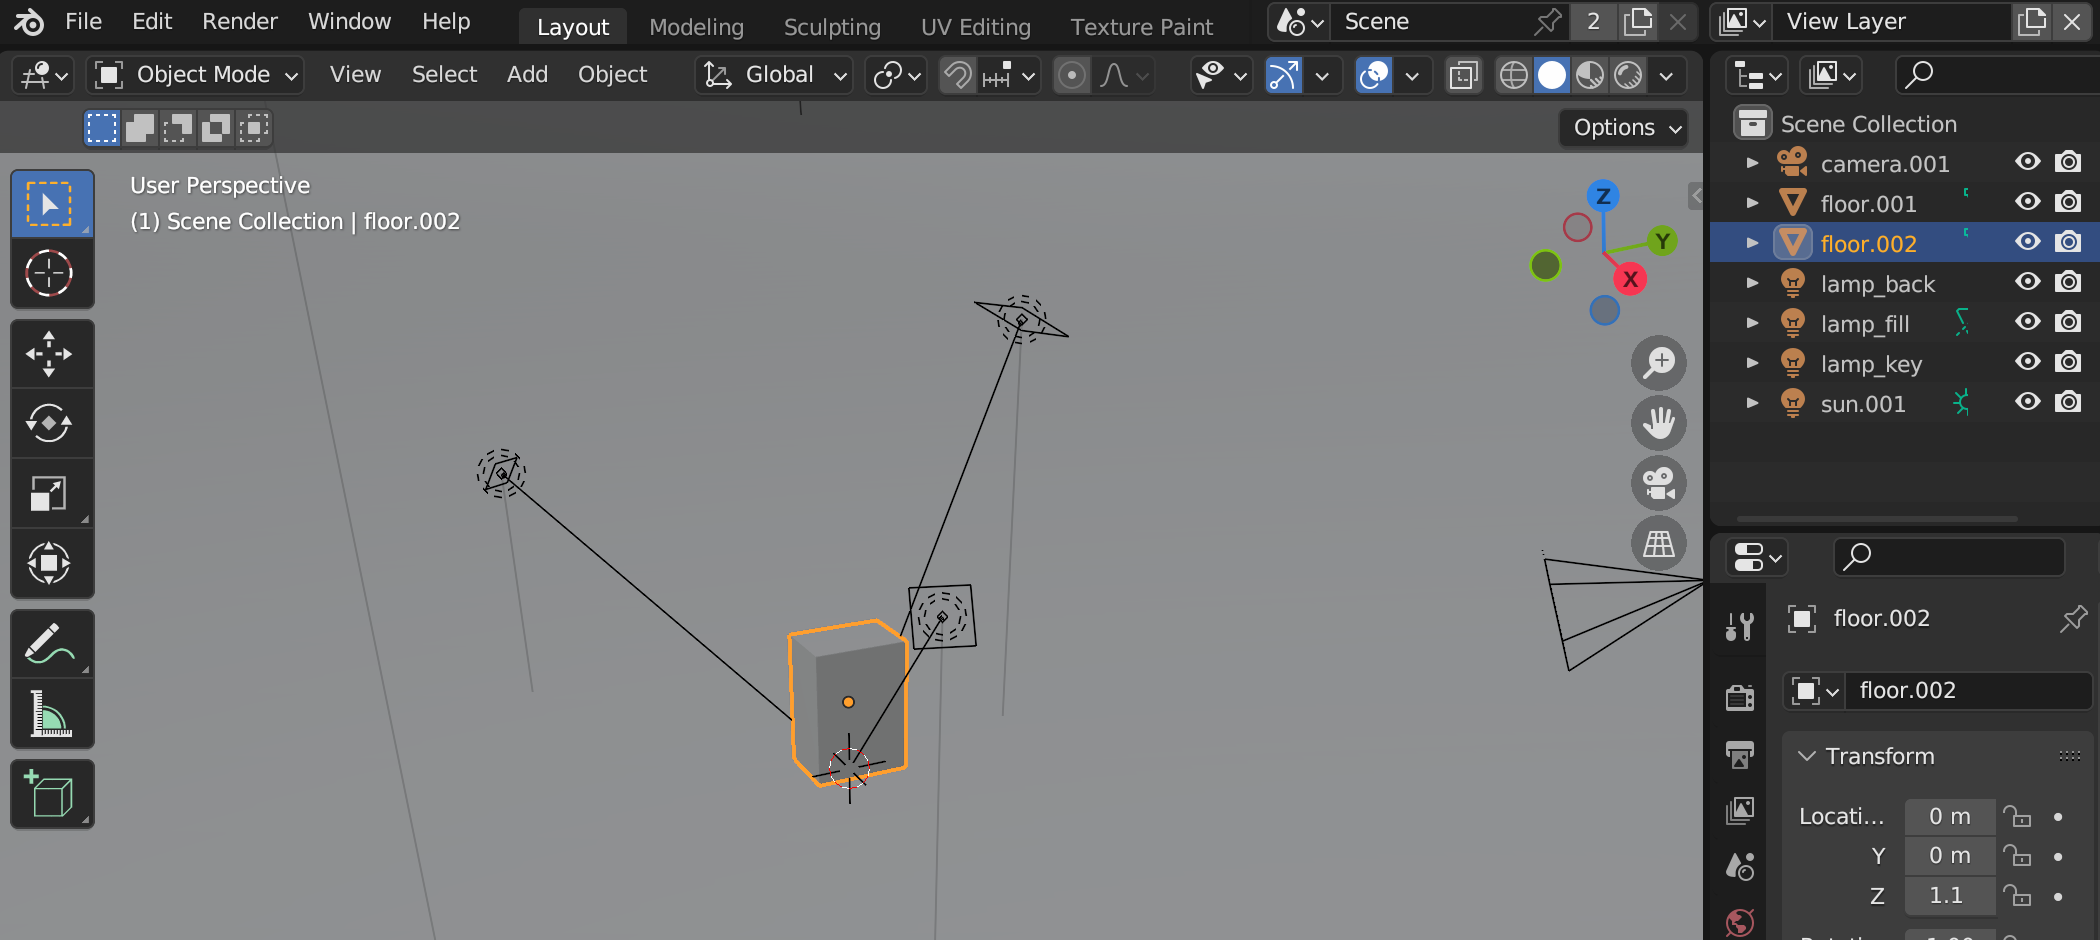 File Edit Render Window Help Layout Modeling Sculpting UV Editing Texture Paint Scene 2 View Layer
Object Mode View Select Add Object Global
Options
User Perspective
(1) Scene Collection | floor.002
Z
Y
X
Scene Collection
camera.001
floor.001
floor.002
lamp_back
lamp_fill
lamp_key
sun.001
floor.002
floor.002
Transform
Locati... 0 m
Y 0 m
Z 1.1